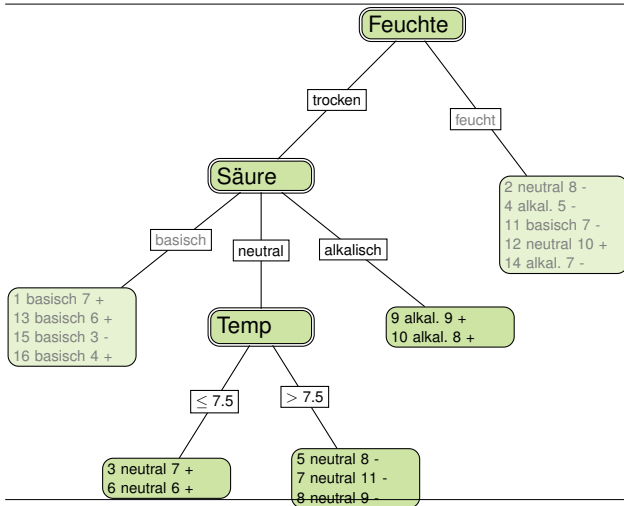 Feuchte
trocken
feucht
Säure
2 neutral 8 -
4 alkal. 5 -
11 basisch 7 -
12 neutral 10 +
14 alkal. 7 -
basisch
neutral
alkalisch
1 basisch 7 +
13 basisch 6 +
15 basisch 3 -
16 basisch 4 +
Temp
9 alkal. 9 +
10 alkal. 8 +
≤ 7.5
> 7.5
3 neutral 7 +
6 neutral 6 +
5 neutral 8 -
7 neutral 11 -
8 neutral 9 -